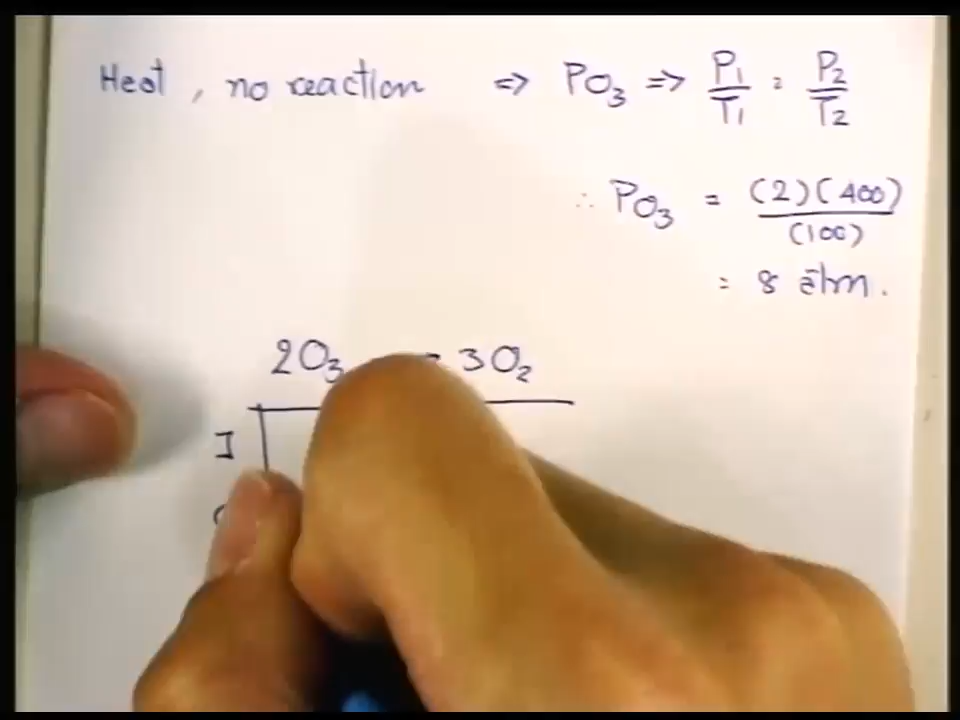 Heat, no reaction => PO₃ => P₁/T₁ = P₂/T₂
∴ PO₃ = (2)(400)/(100)
= 8 atm.
2O₃ = 3O₂
I